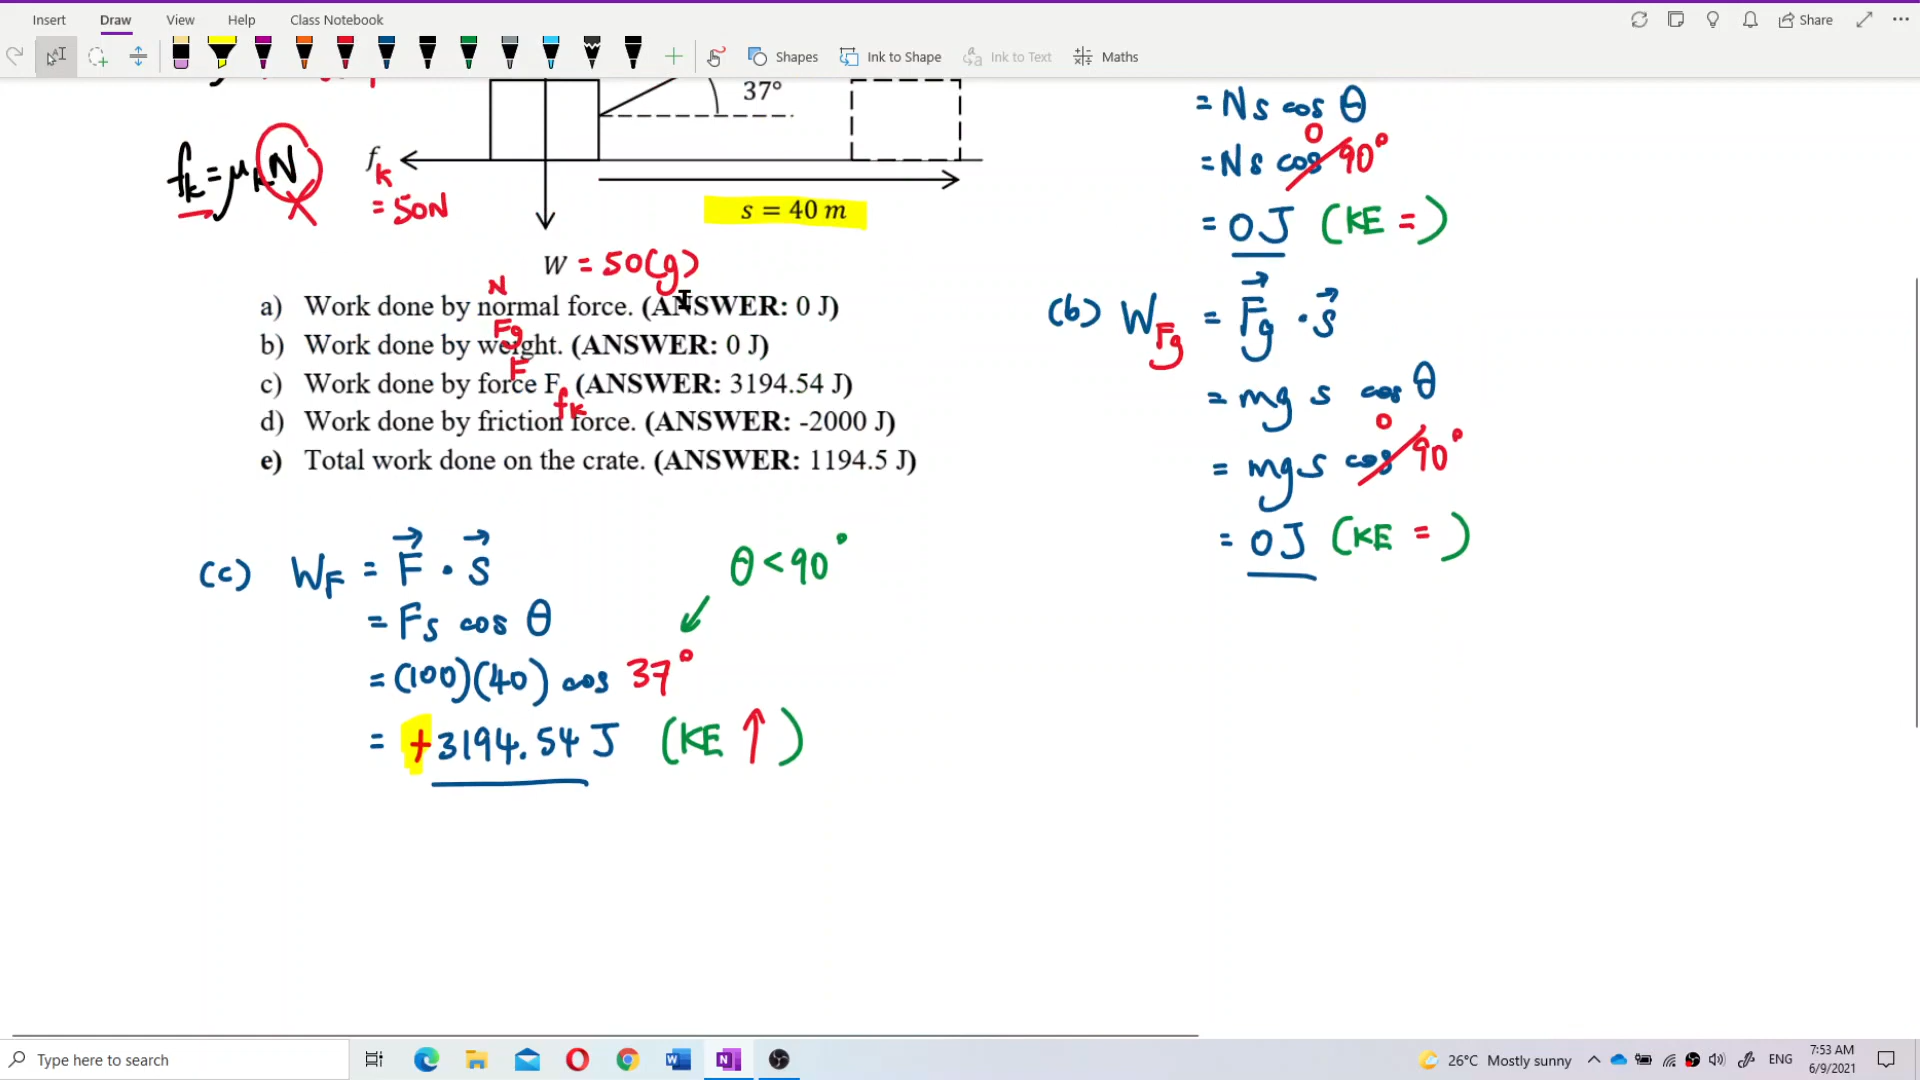 Insert Draw View Help Class Notebook Share
Shapes Ink to Shape Ink to Text Maths
37°
fk = μk N
fk
= 50N
s = 40 m
W = 50(g)
N
a) Work done by normal force. (ANSWER: 0 J)
Fg
b) Work done by weight. (ANSWER: 0 J)
F
c) Work done by force F. (ANSWER: 3194.54 J)
fk
d) Work done by friction force. (ANSWER: -2000 J)
e) Total work done on the crate. (ANSWER: 1194.5 J)
(c) WF = F · s
= Fs cos θ
= (100)(40) cos 37°
= +3194.54 J (KE ↑)
θ < 90°
= Ns cos θ
0
= Ns cos 90°
= 0 J (KE =)
(b) WFg = Fg · s
= mg s cos θ
0
= mgs cos 90°
= 0 J (KE =)
Type here to search
26°C Mostly sunny ENG
7:53 AM
6/9/2021